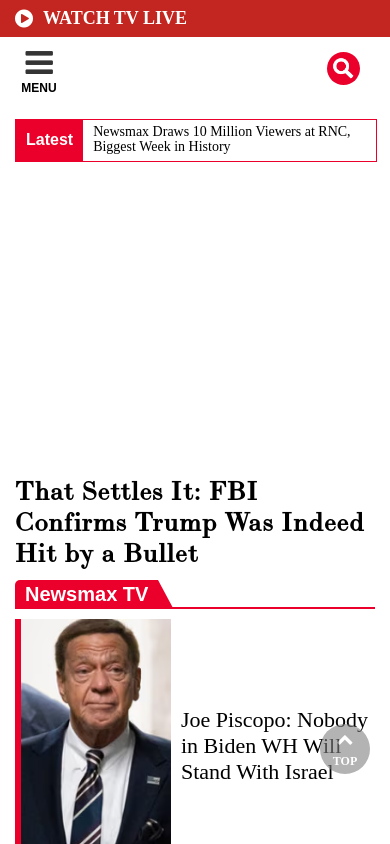 WATCH TV LIVE
MENU
Latest
Newsmax Draws 10 Million Viewers at RNC,
Biggest Week in History
That Settles It: FBI
Confirms Trump Was Indeed
Hit by a Bullet
Newsmax TV
Joe Piscopo: Nobody
in Biden WH Will
Stand With Israel
TOP